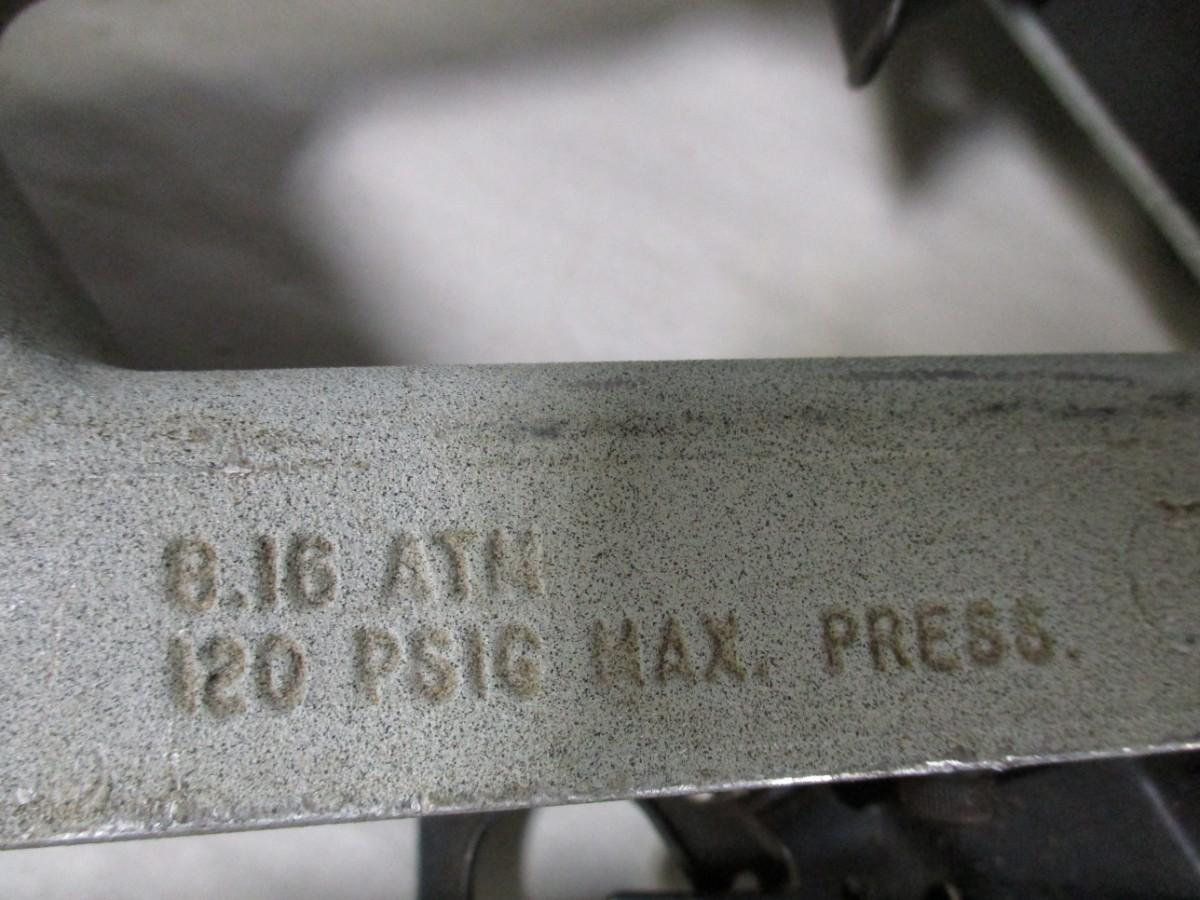 8.16 ATM
120 PSIG MAX. PRESS.